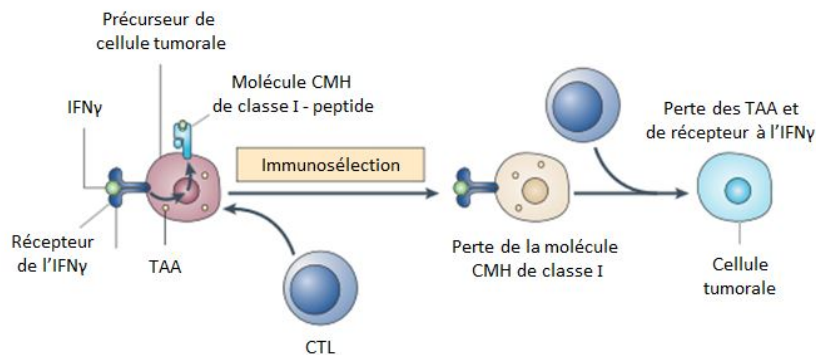 Précurseur de
cellule tumorale
Molécule CMH
de classe I - peptide
IFNγ
Perte des TAA et
de récepteur à l'IFNγ
Immunosélection
Récepteur
de l'IFNγ
TAA
Perte de la molécule
CMH de classe I
Cellule
tumorale
CTL